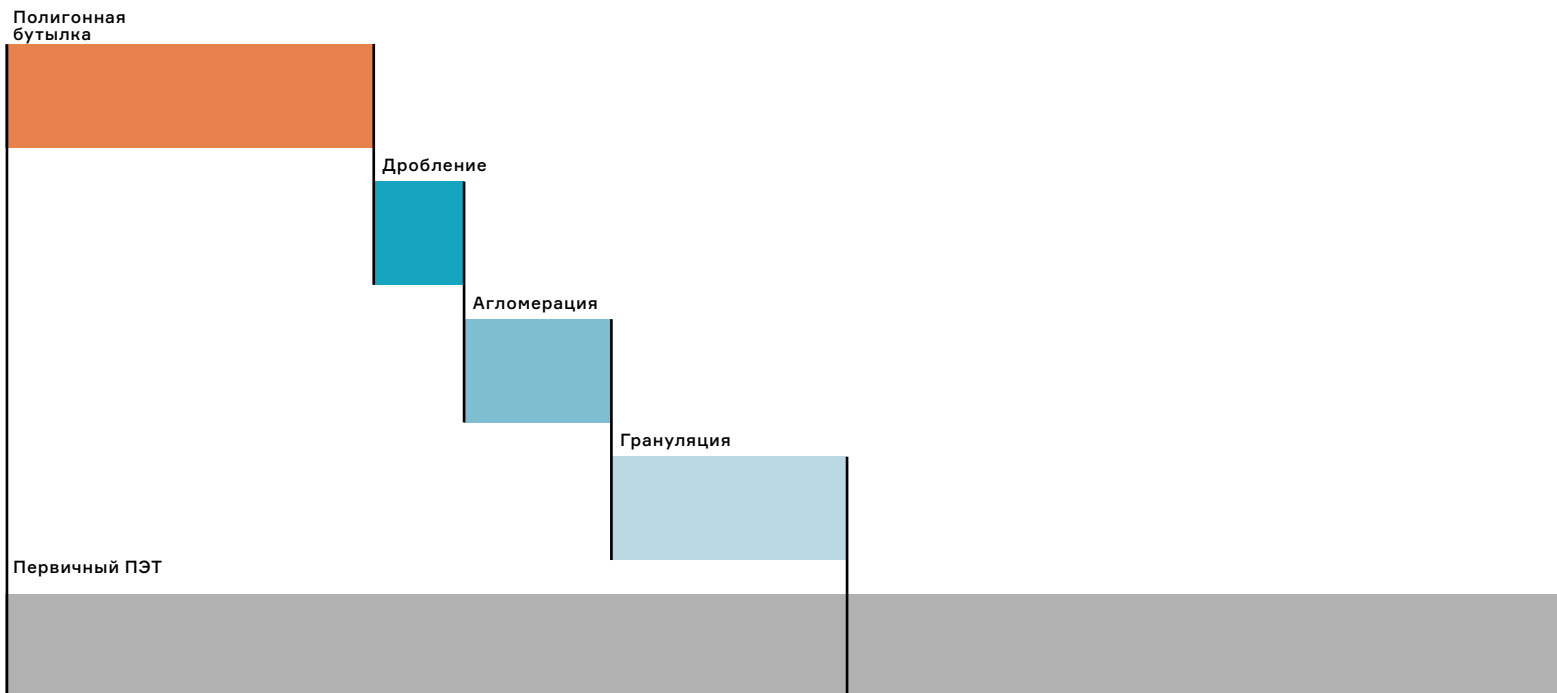 Полигонная
бутылка
Дробление
Агломерация
Грануляция
Первичный ПЭТ